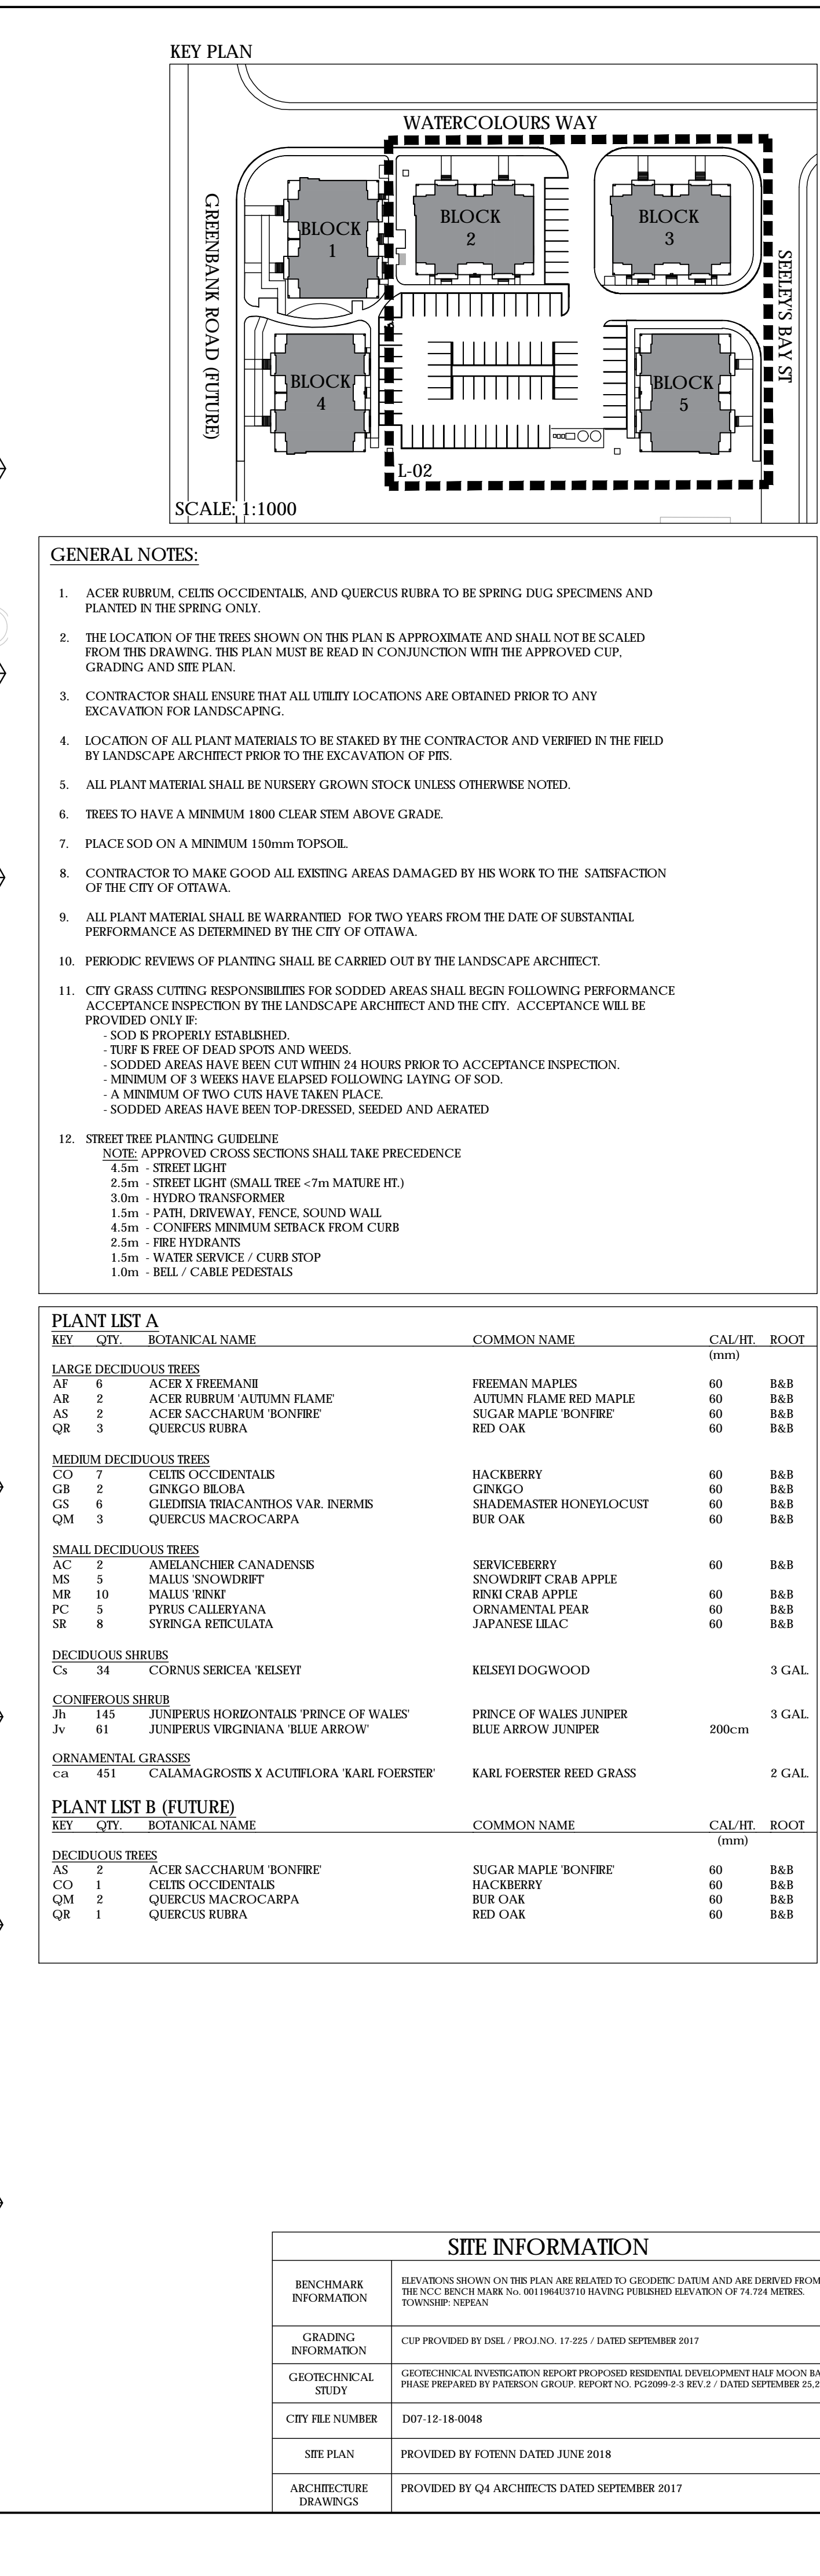 KEY PLAN
WATERCOLOURS WAY
GREENBANK ROAD (FUTURE)
BLOCK
1
BLOCK
2
BLOCK
3
SEELEY'S BAY ST
BLOCK
4
BLOCK
5
L-02
SCALE: 1:1000
GENERAL NOTES:
1. ACER RUBRUM, CELTIS OCCIDENTALIS, AND QUERCUS RUBRA TO BE SPRING DUG SPECIMENS AND
PLANTED IN THE SPRING ONLY.
2. THE LOCATION OF THE TREES SHOWN ON THIS PLAN IS APPROXIMATE AND SHALL NOT BE SCALED
FROM THIS DRAWING. THIS PLAN MUST BE READ IN CONJUNCTION WITH THE APPROVED CUP,
GRADING AND SITE PLAN.
3. CONTRACTOR SHALL ENSURE THAT ALL UTILITY LOCATIONS ARE OBTAINED PRIOR TO ANY
EXCAVATION FOR LANDSCAPING.
4. LOCATION OF ALL PLANT MATERIALS TO BE STAKED BY THE CONTRACTOR AND VERIFIED IN THE FIELD
BY LANDSCAPE ARCHITECT PRIOR TO THE EXCAVATION OF PITS.
5. ALL PLANT MATERIAL SHALL BE NURSERY GROWN STOCK UNLESS OTHERWISE NOTED.
6. TREES TO HAVE A MINIMUM 1800 CLEAR STEM ABOVE GRADE.
7. PLACE SOD ON A MINIMUM 150mm TOPSOIL.
8. CONTRACTOR TO MAKE GOOD ALL EXISTING AREAS DAMAGED BY HIS WORK TO THE SATISFACTION
OF THE CITY OF OTTAWA.
9. ALL PLANT MATERIAL SHALL BE WARRANTIED FOR TWO YEARS FROM THE DATE OF SUBSTANTIAL
PERFORMANCE AS DETERMINED BY THE CITY OF OTTAWA.
10. PERIODIC REVIEWS OF PLANTING SHALL BE CARRIED OUT BY THE LANDSCAPE ARCHITECT.
11. CITY GRASS CUTTING RESPONSIBILITIES FOR SODDED AREAS SHALL BEGIN FOLLOWING PERFORMANCE
ACCEPTANCE INSPECTION BY THE LANDSCAPE ARCHITECT AND THE CITY. ACCEPTANCE WILL BE
PROVIDED ONLY IF:
- SOD IS PROPERLY ESTABLISHED.
- TURF IS FREE OF DEAD SPOTS AND WEEDS.
- SODDED AREAS HAVE BEEN CUT WITHIN 24 HOURS PRIOR TO ACCEPTANCE INSPECTION.
- MINIMUM OF 3 WEEKS HAVE ELAPSED FOLLOWING LAYING OF SOD.
- A MINIMUM OF TWO CUTS HAVE TAKEN PLACE.
- SODDED AREAS HAVE BEEN TOP-DRESSED, SEEDED AND AERATED
12. STREET TREE PLANTING GUIDELINE
NOTE: APPROVED CROSS SECTIONS SHALL TAKE PRECEDENCE
4.5m - STREET LIGHT
2.5m - STREET LIGHT (SMALL TREE <7m MATURE HT.)
3.0m - HYDRO TRANSFORMER
1.5m - PATH, DRIVEWAY, FENCE, SOUND WALL
4.5m - CONIFERS MINIMUM SETBACK FROM CURB
2.5m - FIRE HYDRANTS
1.5m - WATER SERVICE / CURB STOP
1.0m - BELL / CABLE PEDESTALS
PLANT LIST A
KEY QTY. BOTANICAL NAME COMMON NAME CAL/HT. ROOT
(mm)
LARGE DECIDUOUS TREES
AF 6 ACER X FREEMANII FREEMAN MAPLES 60 B&B
AR 2 ACER RUBRUM 'AUTUMN FLAME' AUTUMN FLAME RED MAPLE 60 B&B
AS 2 ACER SACCHARUM 'BONFIRE' SUGAR MAPLE 'BONFIRE' 60 B&B
QR 3 QUERCUS RUBRA RED OAK 60 B&B
MEDIUM DECIDUOUS TREES
CO 7 CELTIS OCCIDENTALIS HACKBERRY 60 B&B
GB 2 GINKGO BILOBA GINKGO 60 B&B
GS 6 GLEDITSIA TRIACANTHOS VAR. INERMIS SHADEMASTER HONEYLOCUST 60 B&B
QM 3 QUERCUS MACROCARPA BUR OAK 60 B&B
SMALL DECIDUOUS TREES
AC 2 AMELANCHIER CANADENSIS SERVICEBERRY 60 B&B
MS 5 MALUS 'SNOWDRIFT' SNOWDRIFT CRAB APPLE
MR 10 MALUS 'RINKI' RINKI CRAB APPLE 60 B&B
PC 5 PYRUS CALLERYANA ORNAMENTAL PEAR 60 B&B
SR 8 SYRINGA RETICULATA JAPANESE LILAC 60 B&B
DECIDUOUS SHRUBS
Cs 34 CORNUS SERICEA 'KELSEYI' KELSEYI DOGWOOD 3 GAL.
CONIFEROUS SHRUB
Jh 145 JUNIPERUS HORIZONTALIS 'PRINCE OF WALES' PRINCE OF WALES JUNIPER 3 GAL.
Jv 61 JUNIPERUS VIRGINIANA 'BLUE ARROW' BLUE ARROW JUNIPER 200cm
ORNAMENTAL GRASSES
ca 451 CALAMAGROSTIS X ACUTIFLORA 'KARL FOERSTER' KARL FOERSTER REED GRASS 2 GAL.
PLANT LIST B (FUTURE)
KEY QTY. BOTANICAL NAME COMMON NAME CAL/HT. ROOT
(mm)
DECIDUOUS TREES
AS 2 ACER SACCHARUM 'BONFIRE' SUGAR MAPLE 'BONFIRE' 60 B&B
CO 1 CELTIS OCCIDENTALIS HACKBERRY 60 B&B
QM 2 QUERCUS MACROCARPA BUR OAK 60 B&B
QR 1 QUERCUS RUBRA RED OAK 60 B&B
SITE INFORMATION
BENCHMARK
INFORMATION
ELEVATIONS SHOWN ON THIS PLAN ARE RELATED TO GEODETIC DATUM AND ARE DERIVED FROM
THE NCC BENCH MARK No. 0011964U3710 HAVING PUBLISHED ELEVATION OF 74.724 METRES.
TOWNSHIP: NEPEAN
GRADING
INFORMATION
CUP PROVIDED BY DSEL / PROJ.NO. 17-225 / DATED SEPTEMBER 2017
GEOTECHNICAL
STUDY
GEOTECHNICAL INVESTIGATION REPORT PROPOSED RESIDENTIAL DEVELOPMENT HALF MOON BA
PHASE PREPARED BY PATERSON GROUP. REPORT NO. PG2099-2-3 REV.2 / DATED SEPTEMBER 25,2
CITY FILE NUMBER D07-12-18-0048
SITE PLAN PROVIDED BY FOTENN DATED JUNE 2018
ARCHITECTURE
DRAWINGS
PROVIDED BY Q4 ARCHITECTS DATED SEPTEMBER 2017